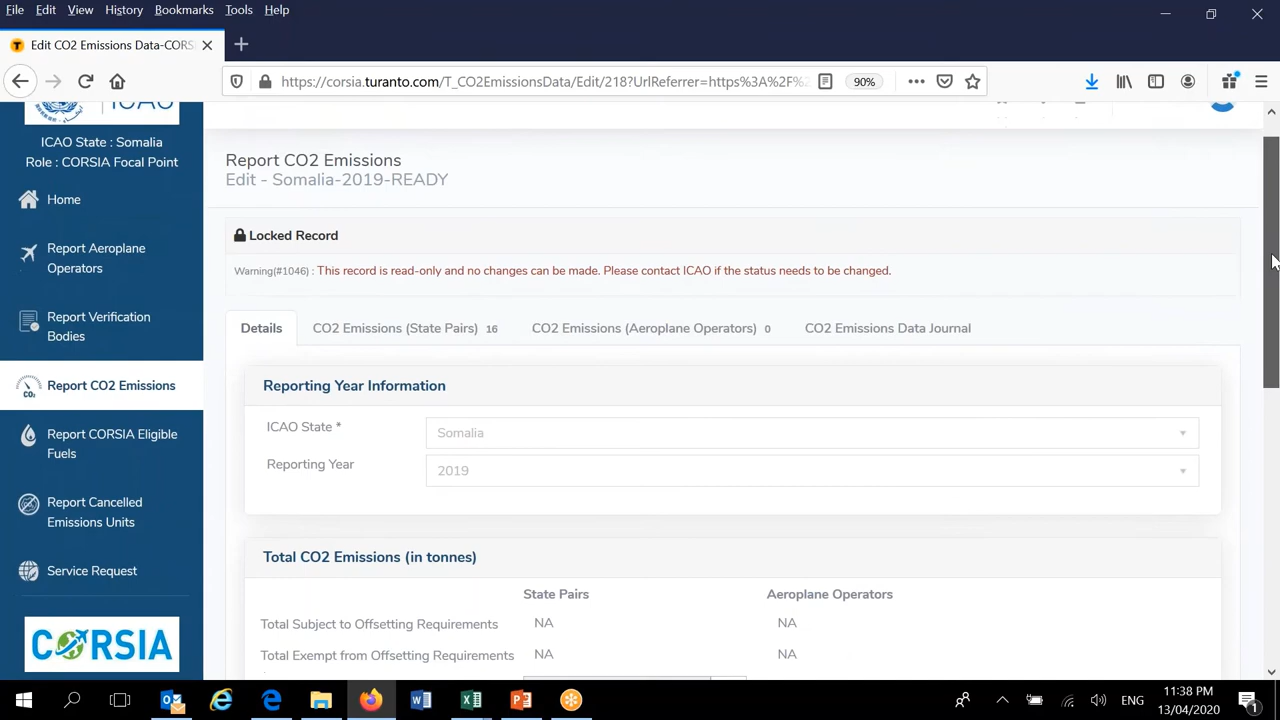 File Edit View History Bookmarks Tools Help
Edit CO2 Emissions Data-CORS
https://corsia.turanto.com/T_CO2EmissionsData/Edit/218?UrlReferrer=https%3A%2F%2
90%
ICAO
ICAO State : Somalia
Role : CORSIA Focal Point
Home
Report Aeroplane
Operators
Report Verification
Bodies
CO2
Report CO2 Emissions
Report CORSIA Eligible
Fuels
Report Cancelled
Emissions Units
Service Request
CORSIA
Report CO2 Emissions
Edit - Somalia-2019-READY
Locked Record
Warning(#1046) : This record is read-only and no changes can be made. Please contact ICAO if the status needs to be changed.
Details CO2 Emissions (State Pairs) 16 CO2 Emissions (Aeroplane Operators) 0 CO2 Emissions Data Journal
Reporting Year Information
ICAO State * Somalia
Reporting Year 2019
Total CO2 Emissions (in tonnes)
State Pairs Aeroplane Operators
Total Subject to Offsetting Requirements NA NA
Total Exempt from Offsetting Requirements NA NA
ENG
11:38 PM
13/04/2020
1